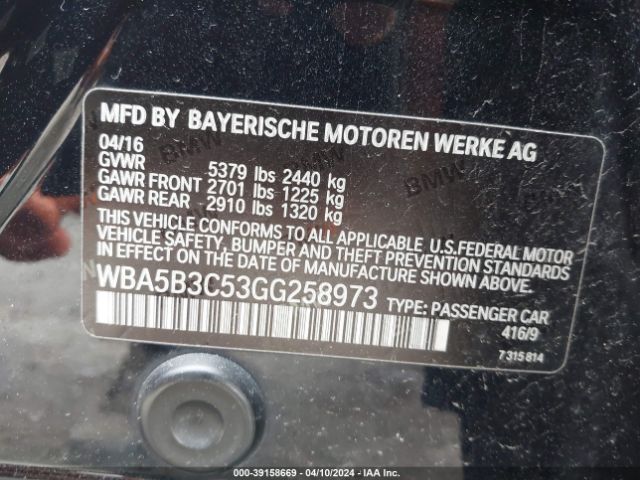 MFD BY BAYERISCHE MOTOREN WERKE AG
04/16
GVWR 5379 lbs 2440 kg
GAWR FRONT 2701 lbs 1225 kg
GAWR REAR 2910 lbs 1320 kg
THIS VEHICLE CONFORMS TO ALL APPLICABLE U.S.FEDERAL MOTOR
VEHICLE SAFETY, BUMPER AND THEFT PREVENTION STANDARDS
IN EFFECT ON THE DATE OF MANUFACTURE SHOWN ABOVE.
WBA5B3C53GG258973 TYPE: PASSENGER CAR
416/9
7 315 814
BMW
BMW
BMW
000-39158669 - 04/10/2024 - IAA Inc.